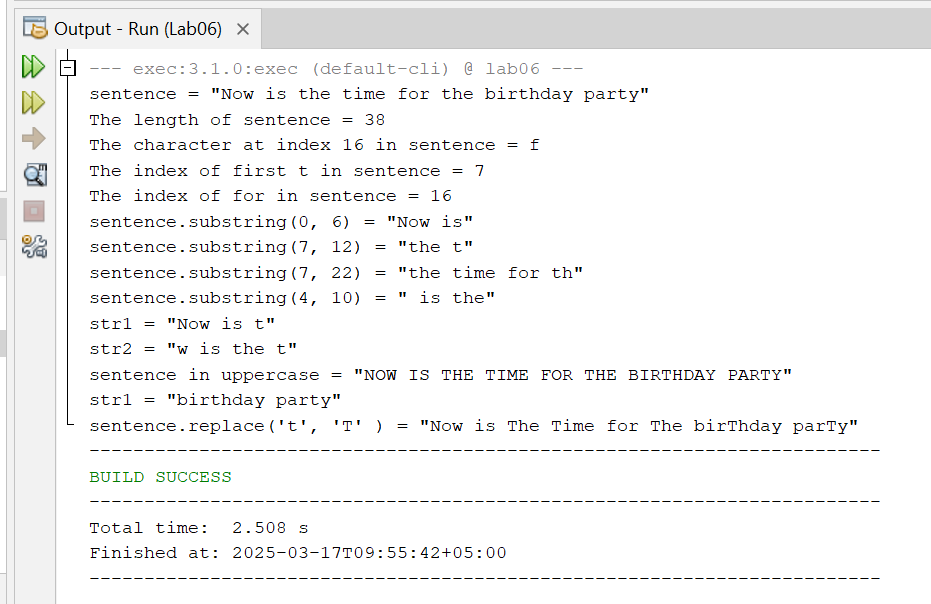 Output - Run (Lab06)
--- exec:3.1.0:exec (default-cli) @ lab06 ---
sentence = "Now is the time for the birthday party"
The length of sentence = 38
The character at index 16 in sentence = f
The index of first t in sentence = 7
The index of for in sentence = 16
sentence.substring(0, 6) = "Now is"
sentence.substring(7, 12) = "the t"
sentence.substring(7, 22) = "the time for th"
sentence.substring(4, 10) = " is the"
str1 = "Now is t"
str2 = "w is the t"
sentence in uppercase = "NOW IS THE TIME FOR THE BIRTHDAY PARTY"
str1 = "birthday party"
sentence.replace('t', 'T' ) = "Now is The Time for The birThday parTy"
------------------------------------------------------------------------
BUILD SUCCESS
------------------------------------------------------------------------
Total time:  2.508 s
Finished at: 2025-03-17T09:55:42+05:00
------------------------------------------------------------------------